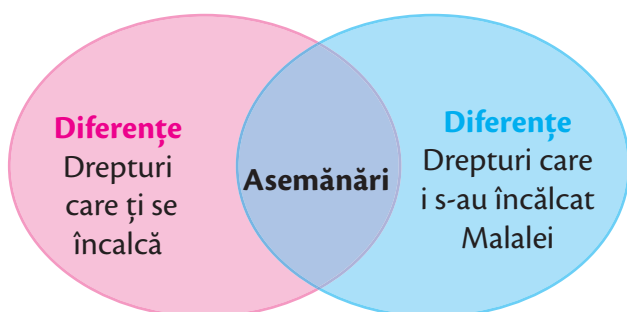 Diferențe
Drepturi
care ți se
încalcă
Asemănări
Diferențe
Drepturi care
i s-au încălcat
Malalei